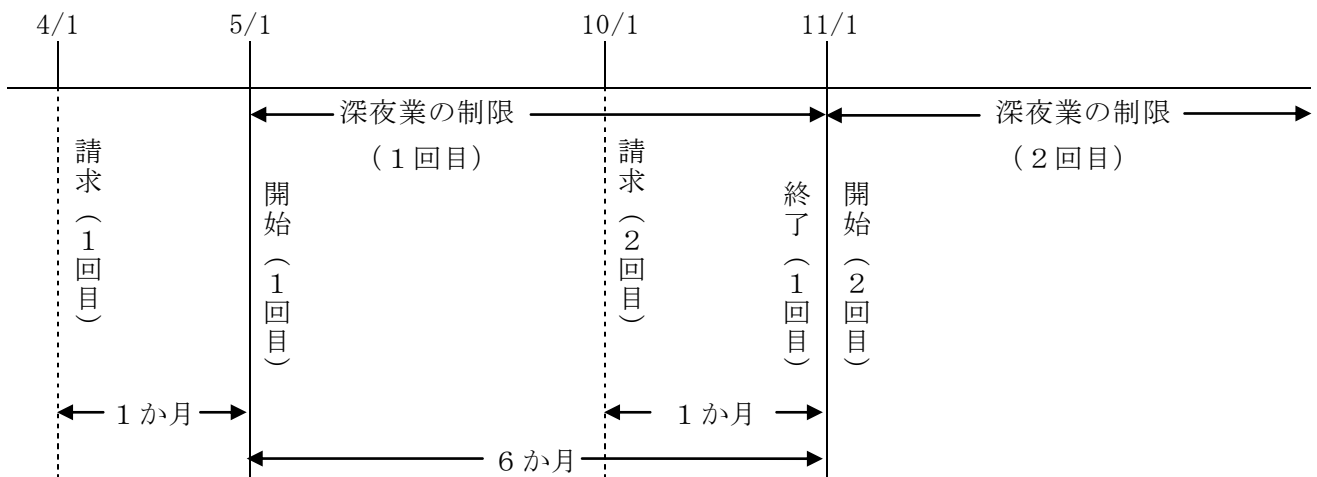 4/1
5/1
10/1
11/1
深夜業の制限
（１回目）
深夜業の制限
（２回目）
請求（１回目）
開始（１回目）
請求（２回目）
終了（１回目）
開始（２回目）
１か月
１か月
６か月